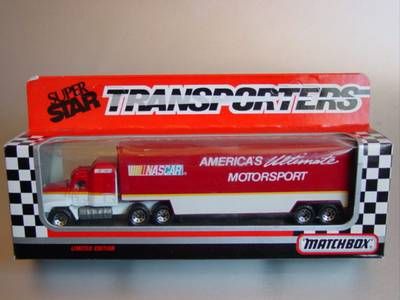 SUPER
STAR
TRANSPORTERS
NASCAR
AMERICA'S Ultimate
MOTORSPORT
LIMITED EDITION
MATCHBOX